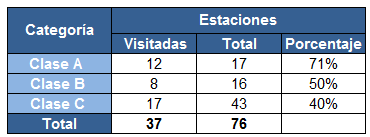 Categoría Estaciones
Visitadas Total Porcentaje
Clase A 12 17 71%
Clase B 8 16 50%
Clase C 17 43 40%
Total 37 76